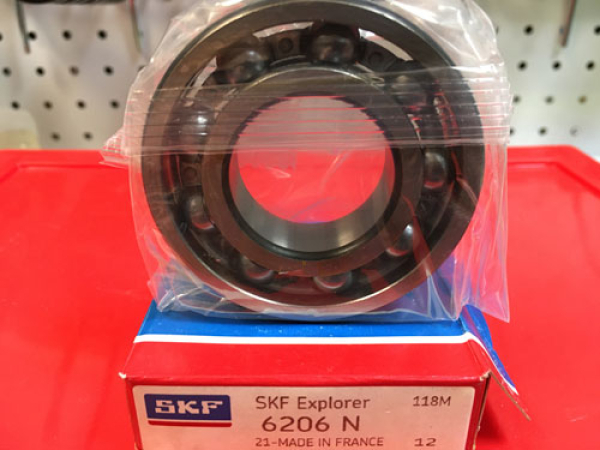 SKF SKF Explorer 118M
6206 N
21-MADE IN FRANCE 12